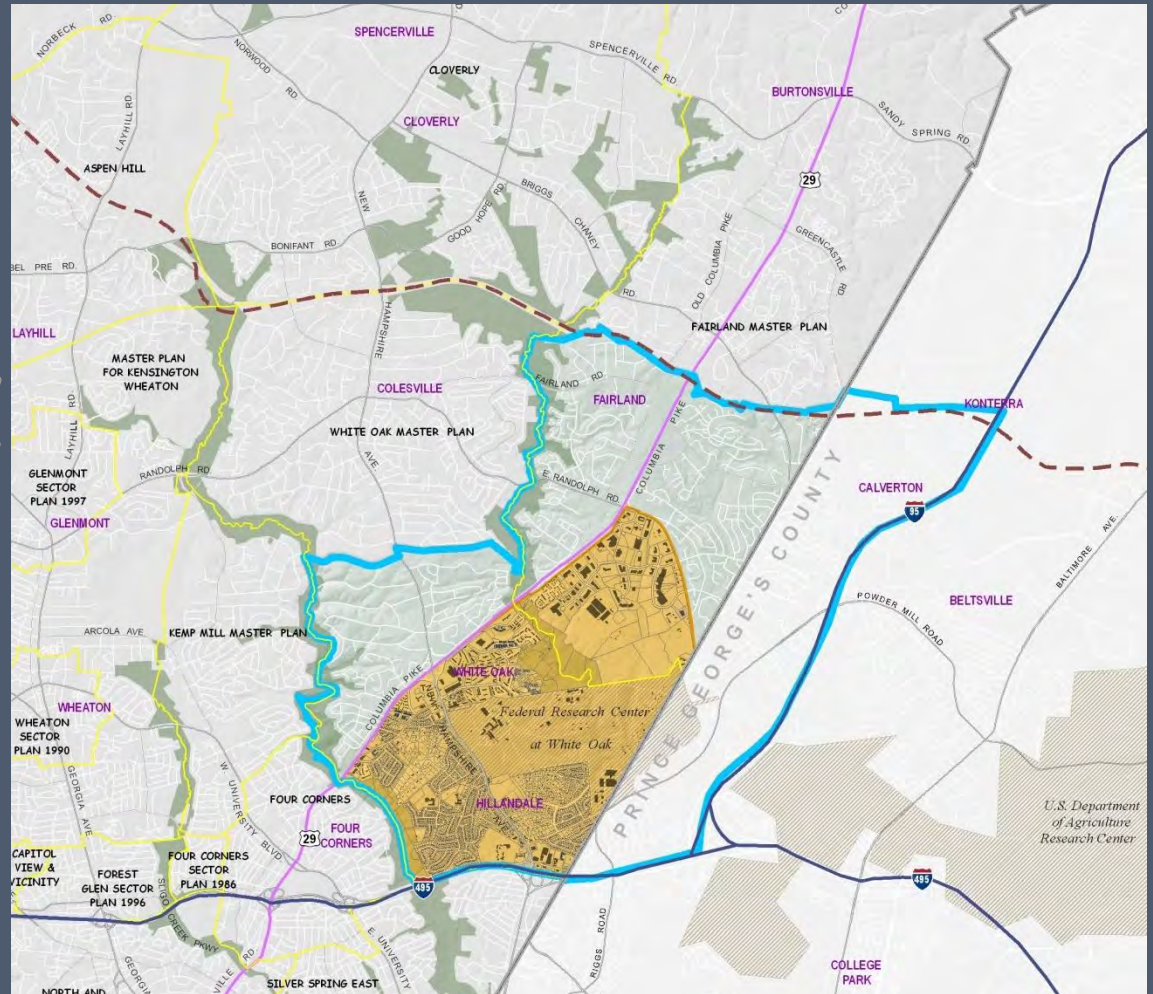 NORBECK RD
SPENCERVILLE
NORWOOD RD
CLOVERLY
SPENCERVILLE RD
BURTONSVILLE
CLOVERLY
SANDY SPRING RD
LAYHILL RD.
ASPEN HILL
29
NEW
GOOD HOPE RD
BRIGGS
CHANEY
RD
OLD COLUMBIA PIKE
GREENCASTLE RD
BONIFANT RD.
BEL PRE RD.
HAMPSHIRE
AVE.
LAYHILL
FAIRLAND MASTER PLAN
MASTER PLAN
FOR KENSINGTON
WHEATON
COLESVILLE
FAIRLAND RD.
FAIRLAND
COLUMBIA PIKE
KONTERRA
LAYHILL RD
WHITE OAK MASTER PLAN
GLENMONT
SECTOR
PLAN 1997
RANDOLPH RD.
E RANDOLPH RD.
CALVERTON
GLENMONT
95
BALTIMORE AVE.
POWDER MILL ROAD
BELTSVILLE
ARCOLA AVE
KEMP MILL MASTER PLAN
PRINCE GEORGE'S COUNTY
COLUMBIA PIKE
WHITE OAK
WHEATON
WHEATON
SECTOR
PLAN 1990
Federal Research Center
at White Oak
NEW HAMPSHIRE AVE
GEORGIA AVE
W. UNIVERSITY BLVD
FOUR CORNERS
HILLANDALE
29
FOUR
CORNERS
U.S. Department
of Agriculture
Research Center
CAPITOL
VIEW &
VICINITY
FOREST
GLEN SECTOR
PLAN 1996
FOUR CORNERS
SECTOR
PLAN 1986
495
495
SLIGO CREEK PKWY
E. UNIVERSITY
RIGGS ROAD
COLLEGE
PARK
GEORGIA
VILLE RD
SILVER SPRING EAST
NORTH AND